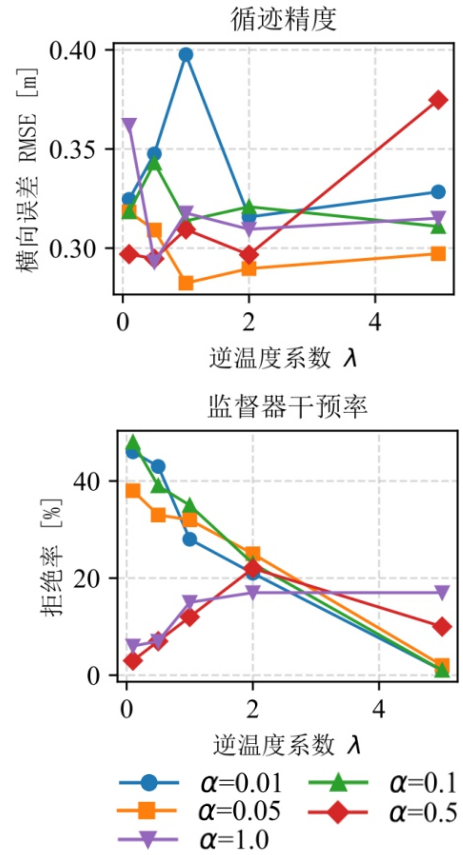 循迹精度
0.40
0.35
0.30
横向误差 RMSE [m]
0 2 4
逆温度系数 λ
监督器干预率
40
20
0
拒绝率 [%]
0 2 4
逆温度系数 λ
α=0.01 α=0.1
α=0.05 α=0.5
α=1.0